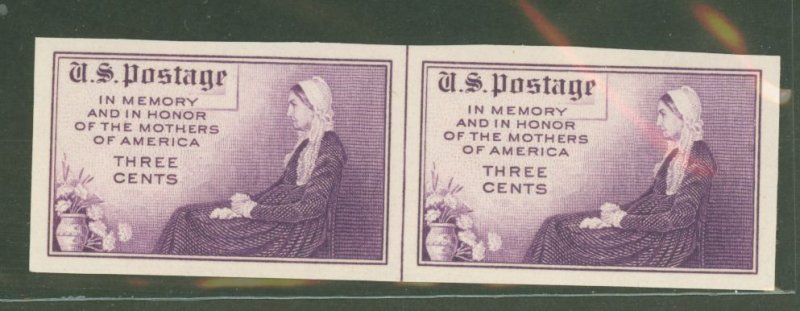 U.S. Postage
IN MEMORY
AND IN HONOR
OF THE MOTHERS
OF AMERICA
THREE
CENTS
U.S. Postage
IN MEMORY
AND IN HONOR
OF THE MOTHERS
OF AMERICA
THREE
CENTS